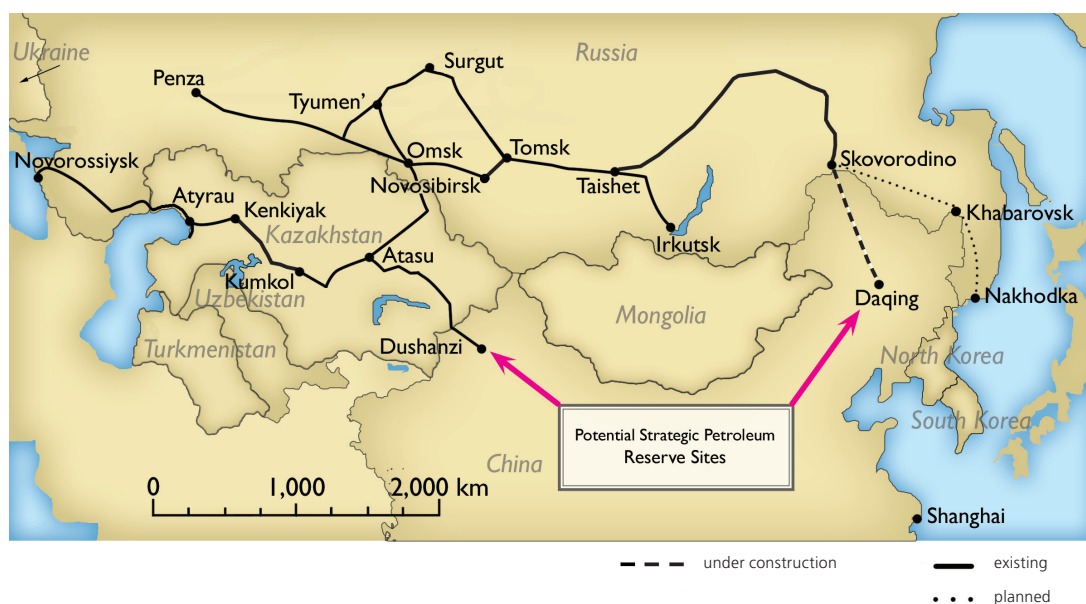 Ukraine
Russia
Penza
Surgut
Tyumen'
Novorossiysk
Omsk
Tomsk
Novosibirsk
Taishet
Skovorodino
Atyrau
Kenkiyak
Kazakhstan
Khabarovsk
Irkutsk
Atasu
Kumkol
Uzbekistan
Daqing
Nakhodka
Mongolia
Turkmenistan
Dushanzi
North Korea
South Korea
Potential Strategic Petroleum
Reserve Sites
China
0 1,000 2,000 km
Shanghai
under construction
existing
planned